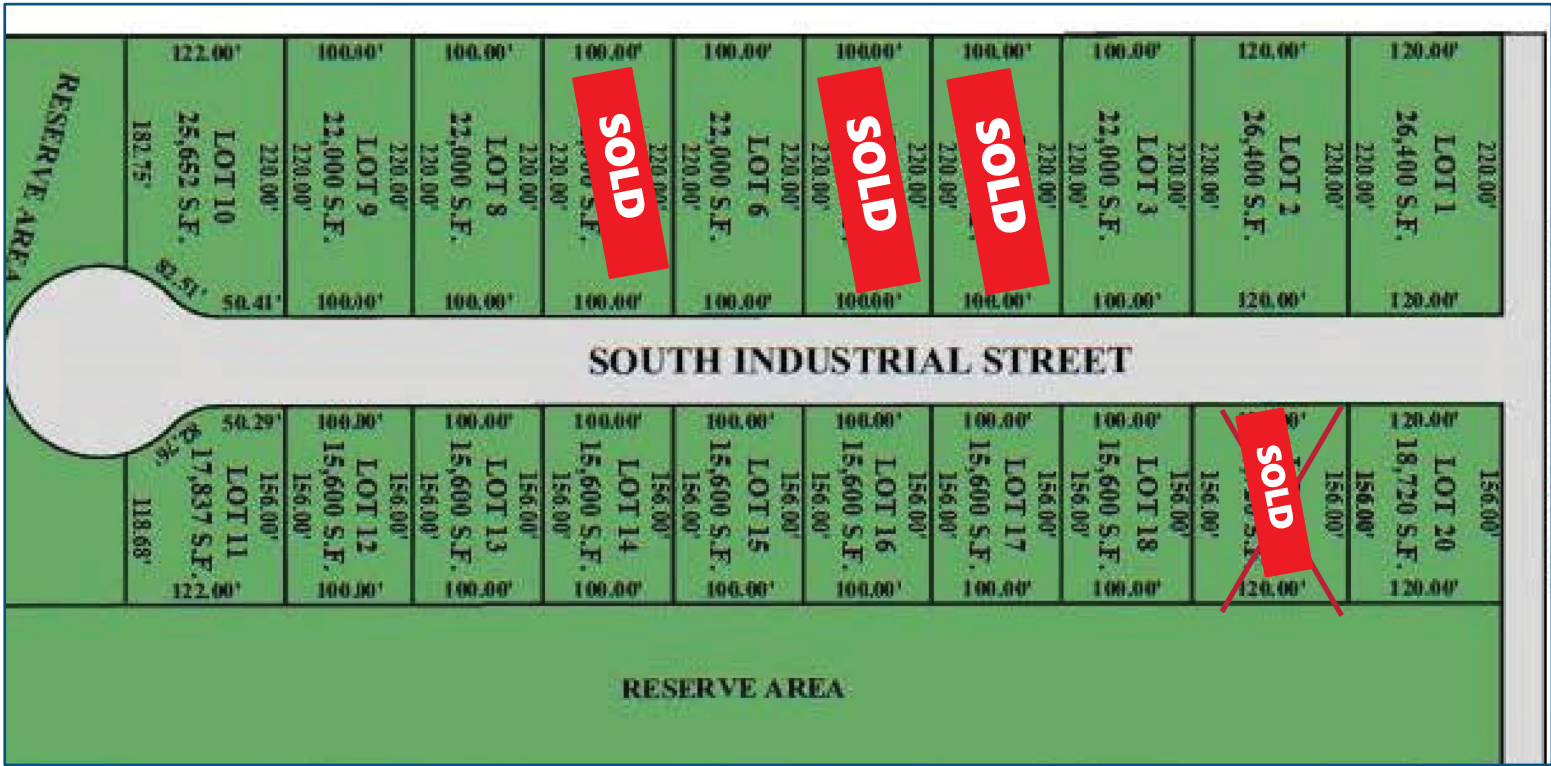 122.00'
100.00'
100.00'
100.00'
100.00'
100.00'
100.00'
100.00'
120.00'
120.00'
RESERVE AREA
RESERVE AREA
182.75'
LOT 10
25,652 S.F.
220.00'
82.51'
50.41'
220.00'
LOT 9
22,000 S.F.
220.00'
100.00'
220.00'
LOT 8
22,000 S.F.
220.00'
100.00'
220.00'
SOLD
S.F.
220.00'
100.00'
220.00'
LOT 6
22,000 S.F.
220.00'
100.00'
220.00'
SOLD
220.00'
100.00'
220.00'
SOLD
220.00'
100.00'
220.00'
LOT 3
22,000 S.F.
220.00'
100.00'
220.00'
LOT 2
26,400 S.F.
220.00'
120.00'
220.00'
LOT 1
26,400 S.F.
220.00'
120.00'
SOUTH INDUSTRIAL STREET
50.29'
82.76'
118.68'
LOT 11
17,837 S.F.
156.00'
122.00'
100.00'
156.00'
LOT 12
15,600 S.F.
156.00'
100.00'
100.00'
156.00'
LOT 13
15,600 S.F.
156.00'
100.00'
100.00'
156.00'
LOT 14
15,600 S.F.
156.00'
100.00'
100.00'
156.00'
LOT 15
15,600 S.F.
156.00'
100.00'
100.00'
156.00'
LOT 16
15,600 S.F.
156.00'
100.00'
100.00'
156.00'
LOT 17
15,600 S.F.
156.00'
100.00'
100.00'
156.00'
LOT 18
15,600 S.F.
156.00'
100.00'
156.00'
SOLD
156.00'
120.00'
120.00'
156.00'
LOT 20
18,720 S.F.
156.00'
120.00'
RESERVE AREA